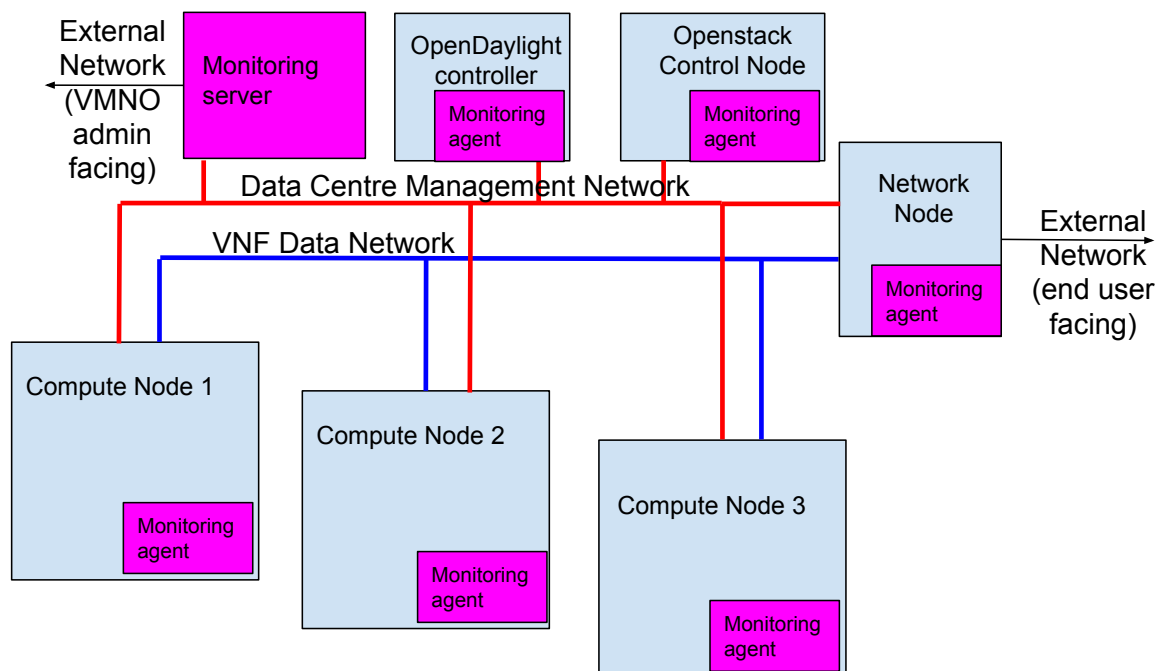 External
Network
(VMNO
admin
facing)
Monitoring
server
OpenDaylight
controller
Monitoring
agent
Openstack
Control Node
Monitoring
agent
Data Centre Management Network
Network
Node
Monitoring
agent
External
Network
(end user
facing)
VNF Data Network
Compute Node 1
Monitoring
agent
Compute Node 2
Monitoring
agent
Compute Node 3
Monitoring
agent